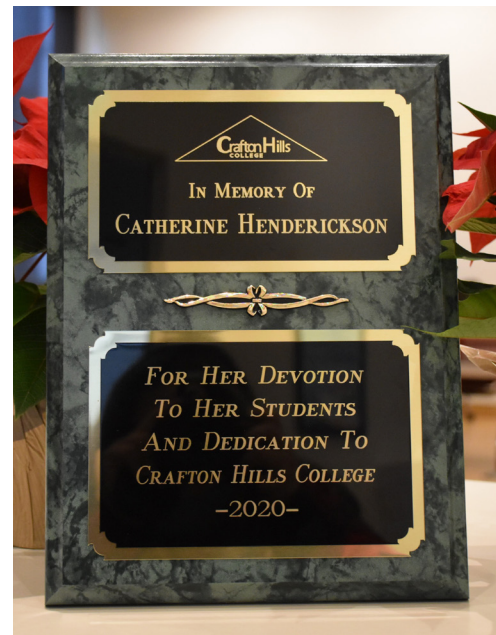 Crafton Hills
COLLEGE
IN MEMORY OF
CATHERINE HENDERICKSON
FOR HER DEVOTION
TO HER STUDENTS
AND DEDICATION TO
CRAFTON HILLS COLLEGE
–2020–